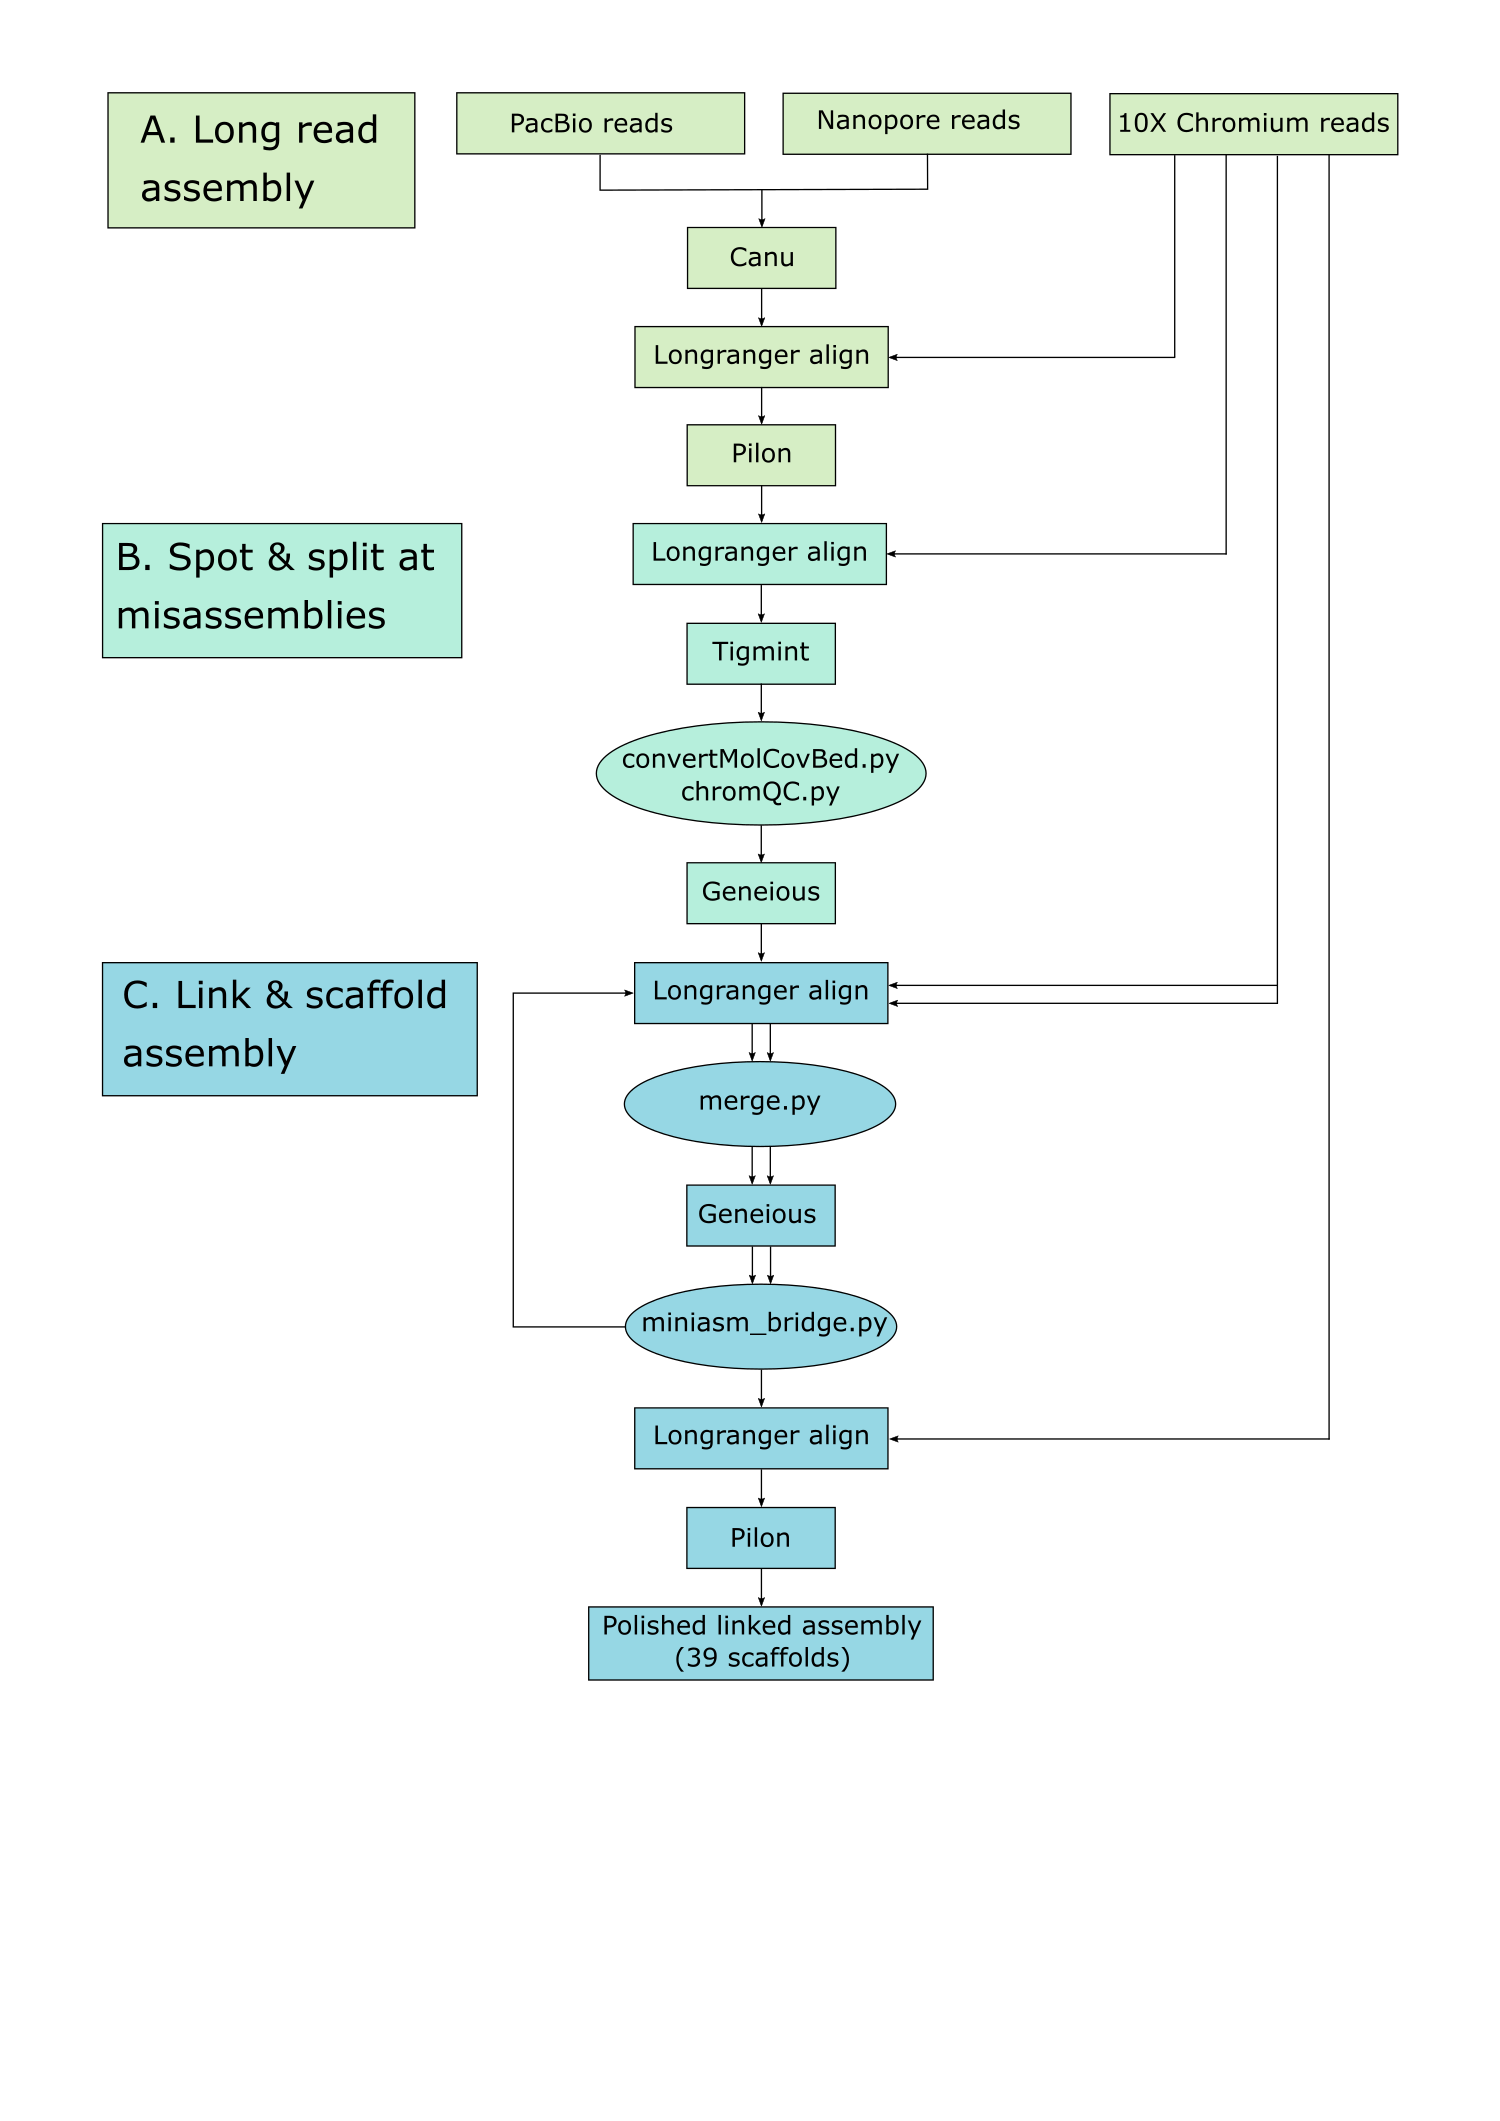 A. Long read
assembly
PacBio reads
Nanopore reads
10X Chromium reads
Canu
Longranger align
Pilon
B. Spot & split at
misassemblies
Longranger align
Tigmint
convertMolCovBed.py
chromQC.py
Geneious
C. Link & scaffold
assembly
Longranger align
merge.py
Geneious
miniasm_bridge.py
Longranger align
Pilon
Polished linked assembly
(39 scaffolds)